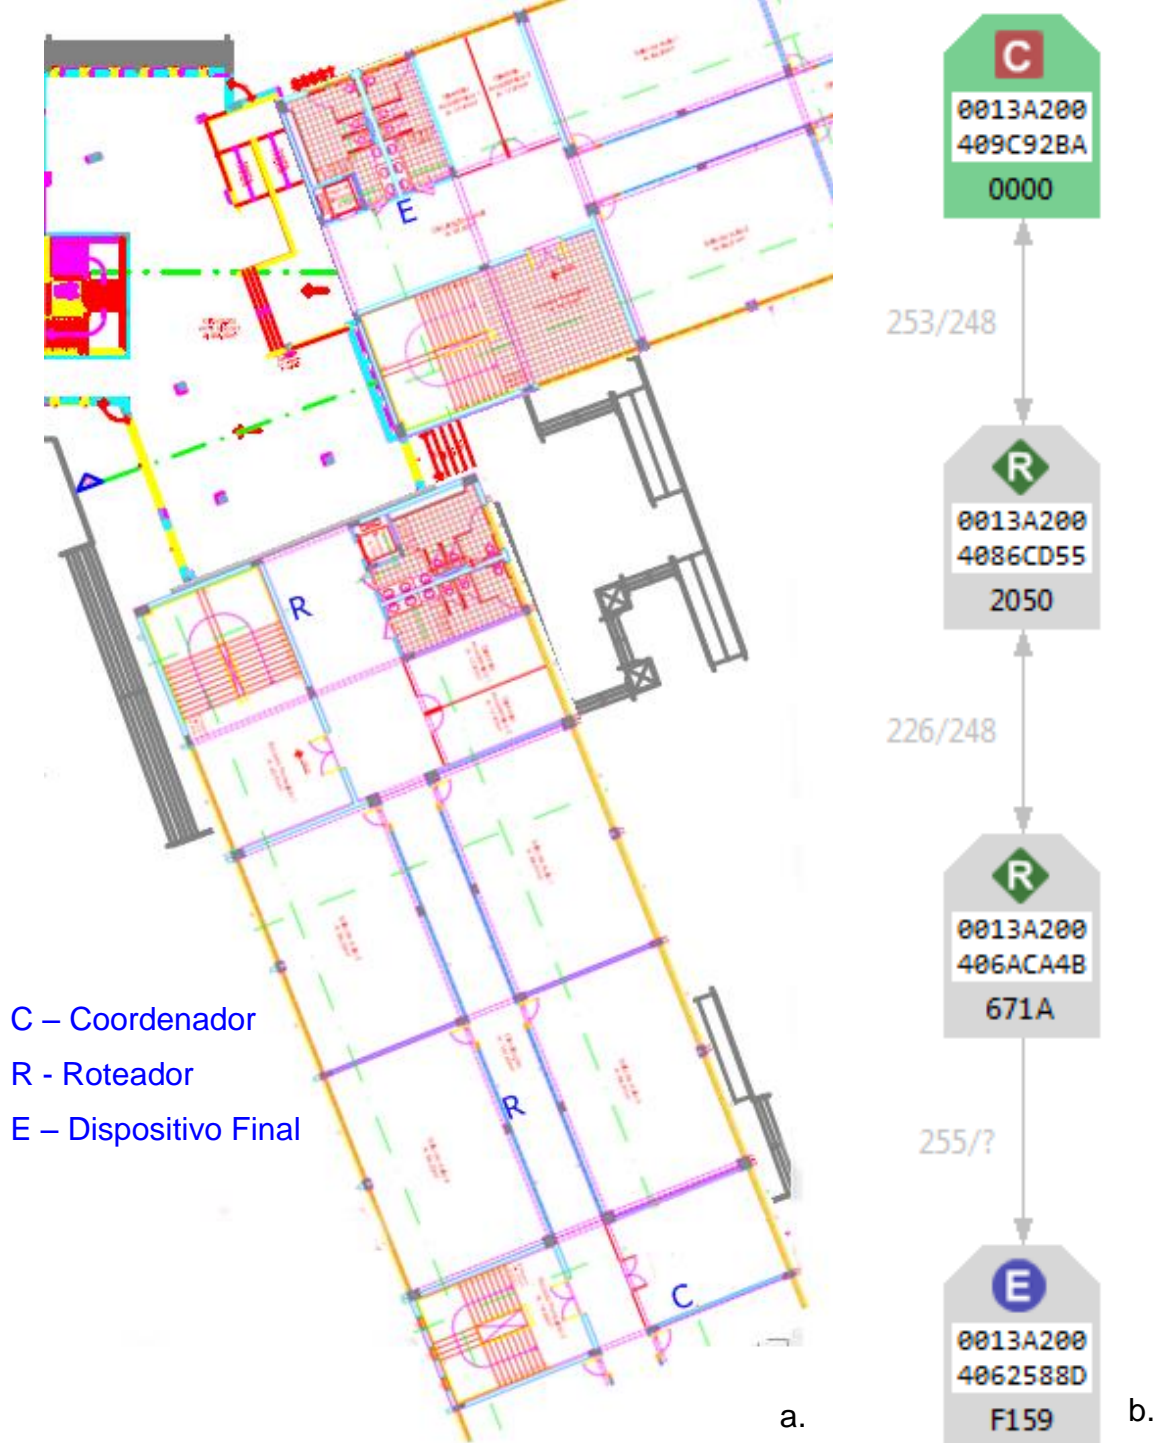 E
R
C – Coordenador
R - Roteador
E – Dispositivo Final
R
C
a.
C
0013A200
409C92BA
0000
253/248
R
0013A200
4086CD55
2050
226/248
R
0013A200
406ACA4B
671A
255/?
E
0013A200
4062588D
F159
b.